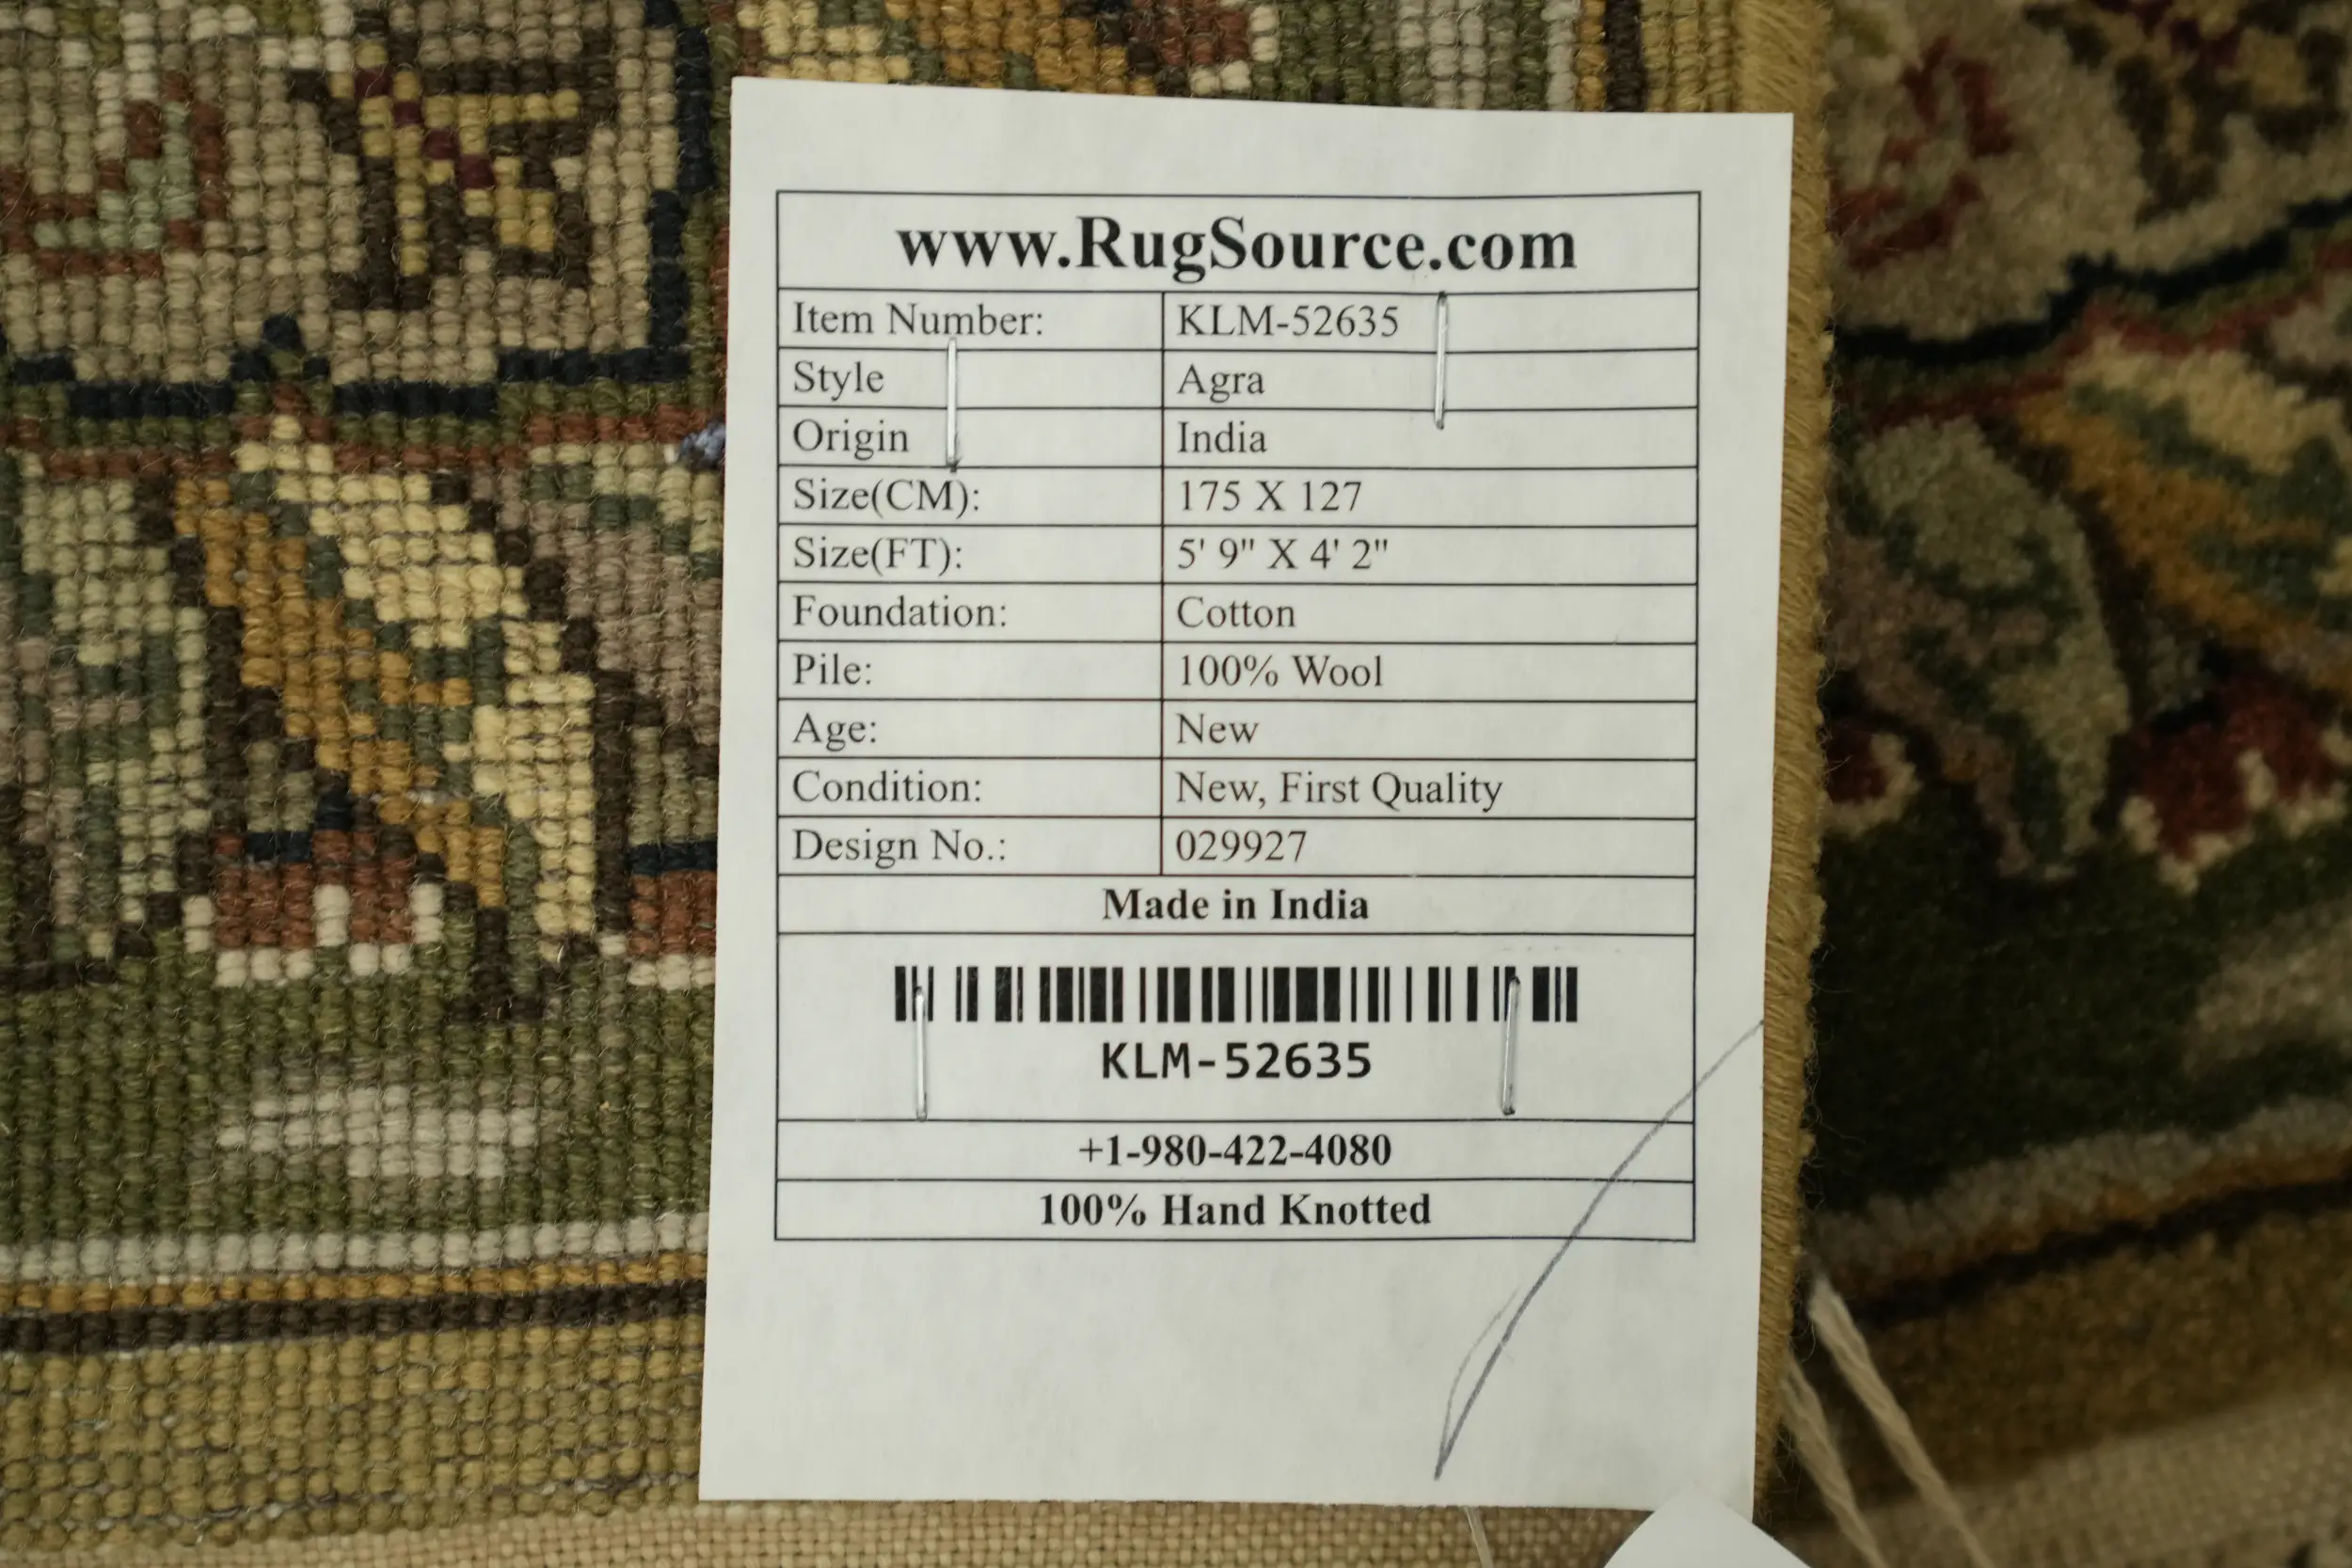 www.RugSource.com
Item Number: KLM-52635
Style Agra
Origin India
Size(CM): 175 X 127
Size(FT): 5' 9" X 4' 2"
Foundation: Cotton
Pile: 100% Wool
Age: New
Condition: New, First Quality
Design No.: 029927
Made in India
KLM-52635
+1-980-422-4080
100% Hand Knotted